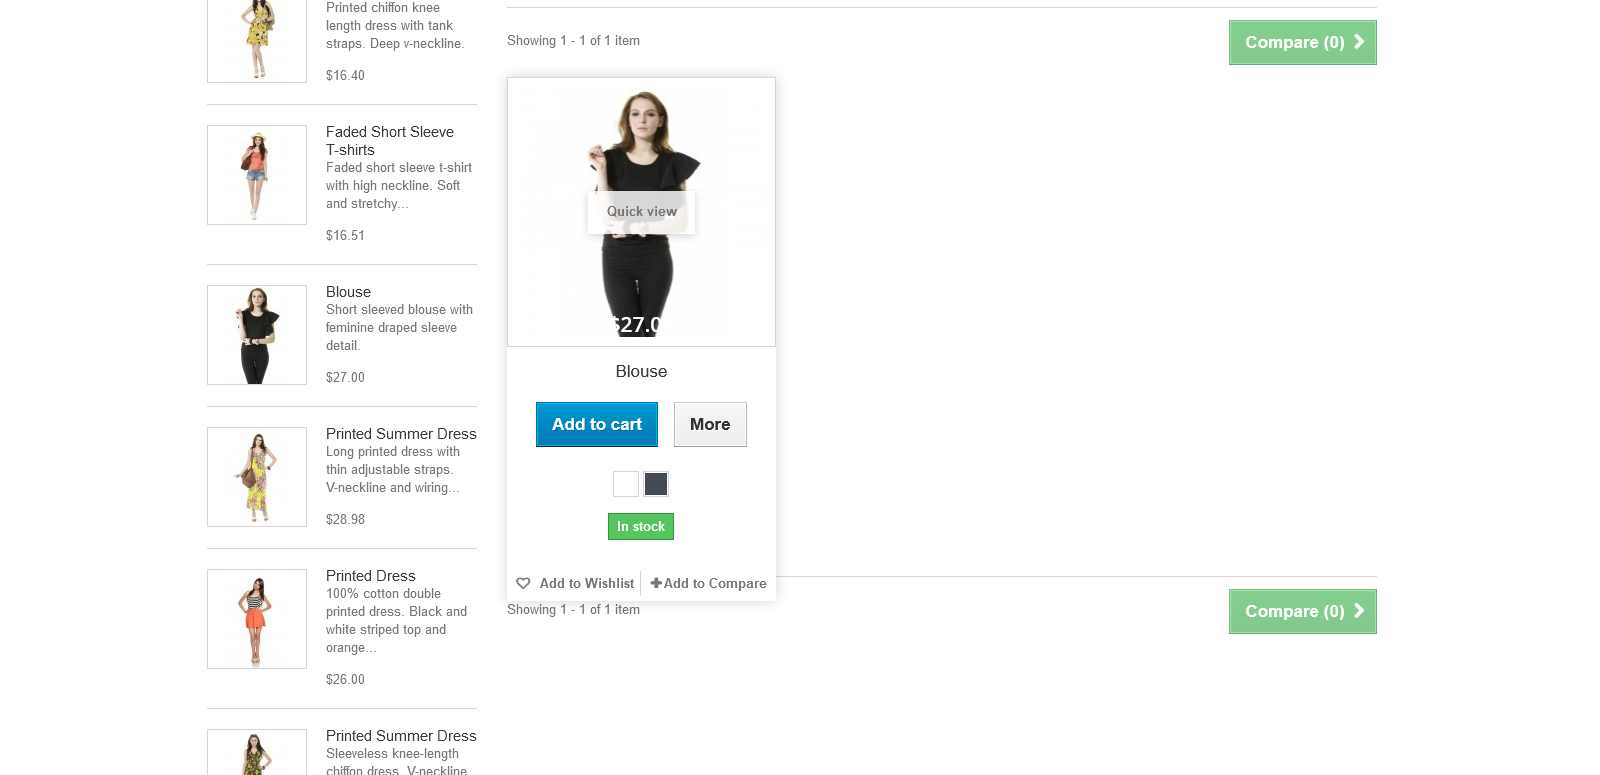 Printed chiffon knee
length dress with tank
straps. Deep v-neckline.
$16.40
Faded Short Sleeve
T-shirts
Faded short sleeve t-shirt
with high neckline. Soft
and stretchy...
$16.51
Blouse
Short sleeved blouse with
feminine draped sleeve
detail.
$27.00
Printed Summer Dress
Long printed dress with
thin adjustable straps.
V-neckline and wiring...
$28.98
Printed Dress
100% cotton double
printed dress. Black and
white striped top and
orange...
$26.00
Printed Summer Dress
Sleeveless knee-length
chiffon dress. V-neckline
Showing 1 - 1 of 1 item
Compare (0)
Quick view
$27.0
Blouse
Add to cart
More
In stock
Add to Wishlist
Add to Compare
Showing 1 - 1 of 1 item
Compare (0)